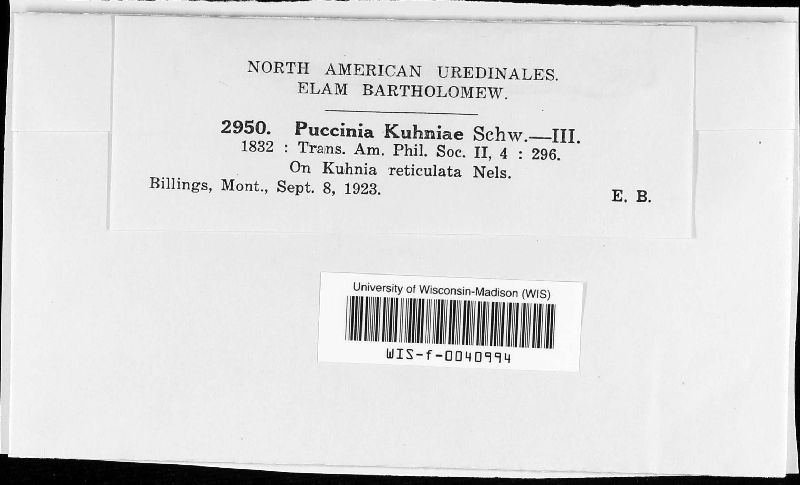 NORTH AMERICAN UREDINALES.
ELAM BARTHOLOMEW.
2950. Puccinia Kuhniae Schw.—III.
1832 : Trans. Am. Phil. Soc. II, 4 : 296.
On Kuhnia reticulata Nels.
Billings, Mont., Sept. 8, 1923.
E. B.
University of Wisconsin-Madison (WIS)
WIS-f-0040994